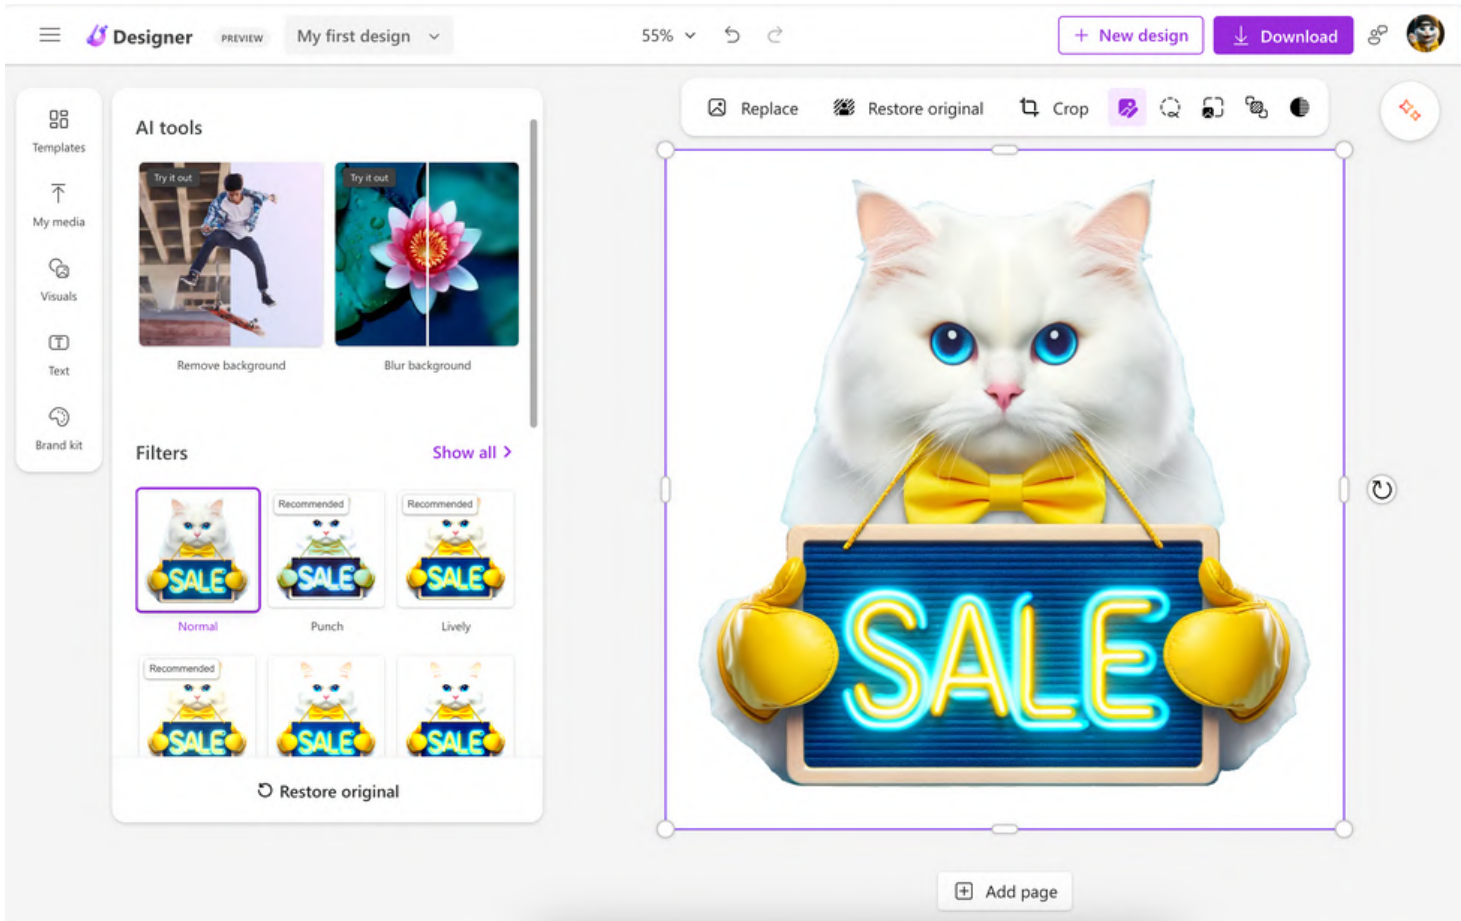 Designer PREVIEW My first design 55% New design Download
Templates
My media
Visuals
Text
Brand kit
AI tools
Try it out Try it out
Remove background Blur background
Filters Show all
Recommended Recommended
SALE SALE SALE
Normal Punch Lively
Recommended
SALE SALE SALE
Restore original
Replace Restore original Crop
SALE
Add page